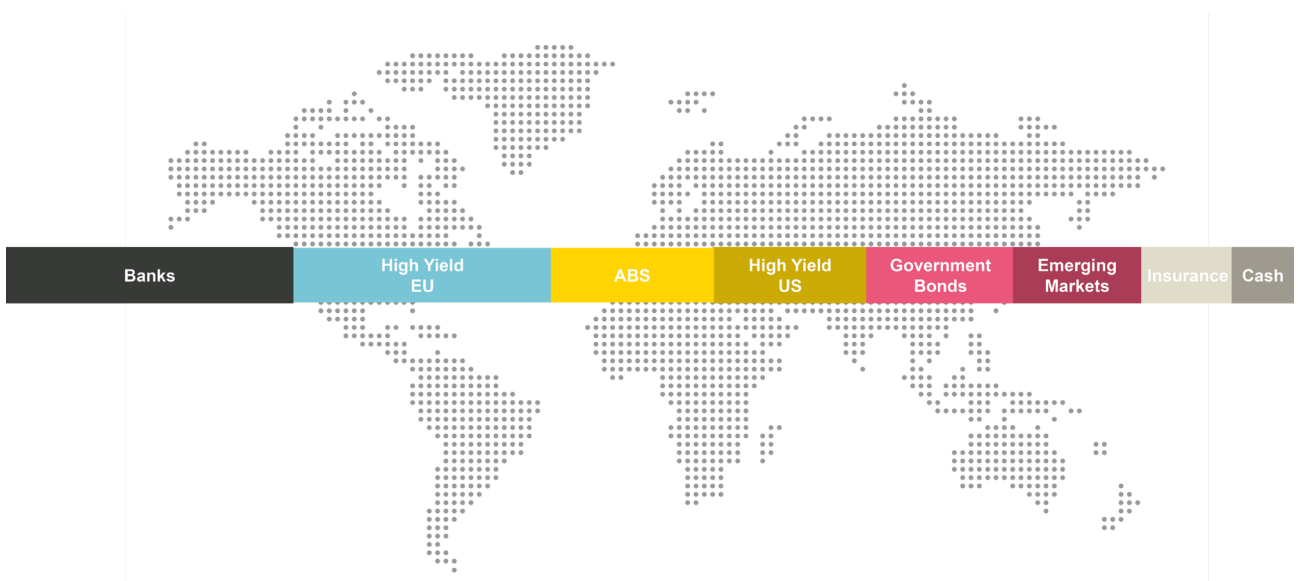 Banks
High Yield
EU
ABS
High Yield
US
Government
Bonds
Emerging
Markets
Insurance
Cash